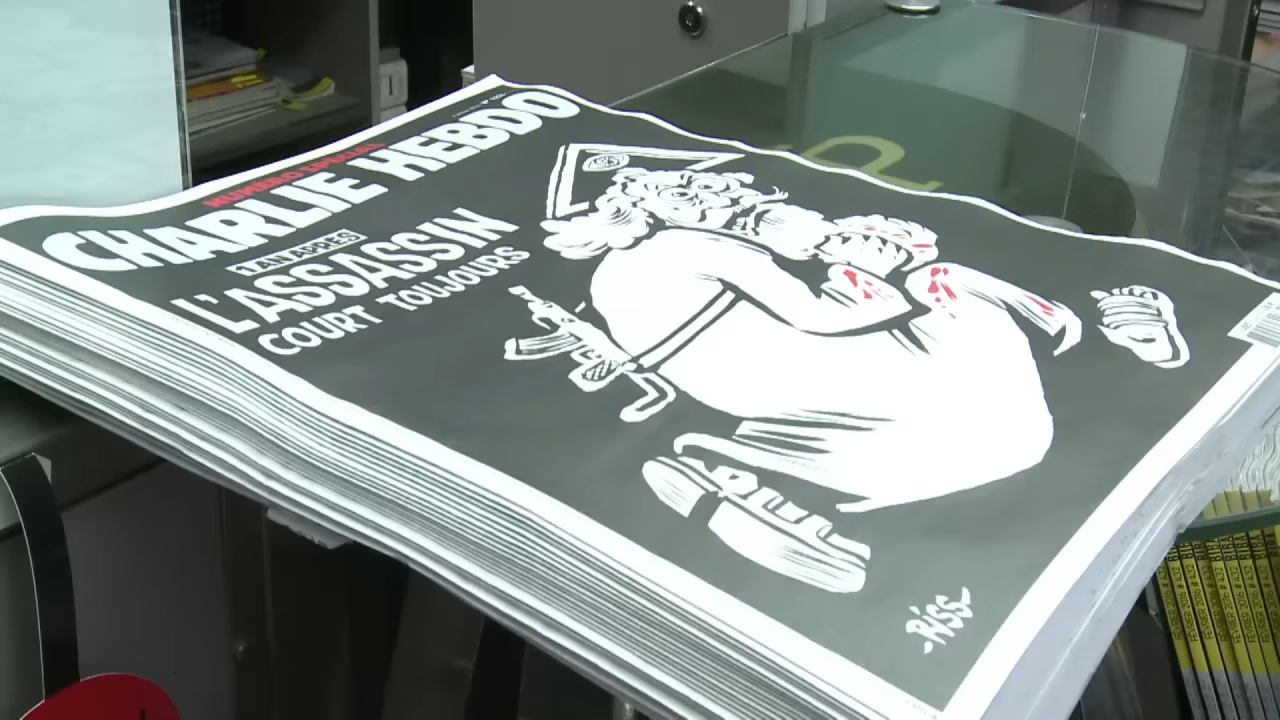 NUMÉRO SPÉCIAL
CHARLIE HEBDO
1 AN APRÈS
L'ASSASSIN
COURT TOUJOURS
RISS